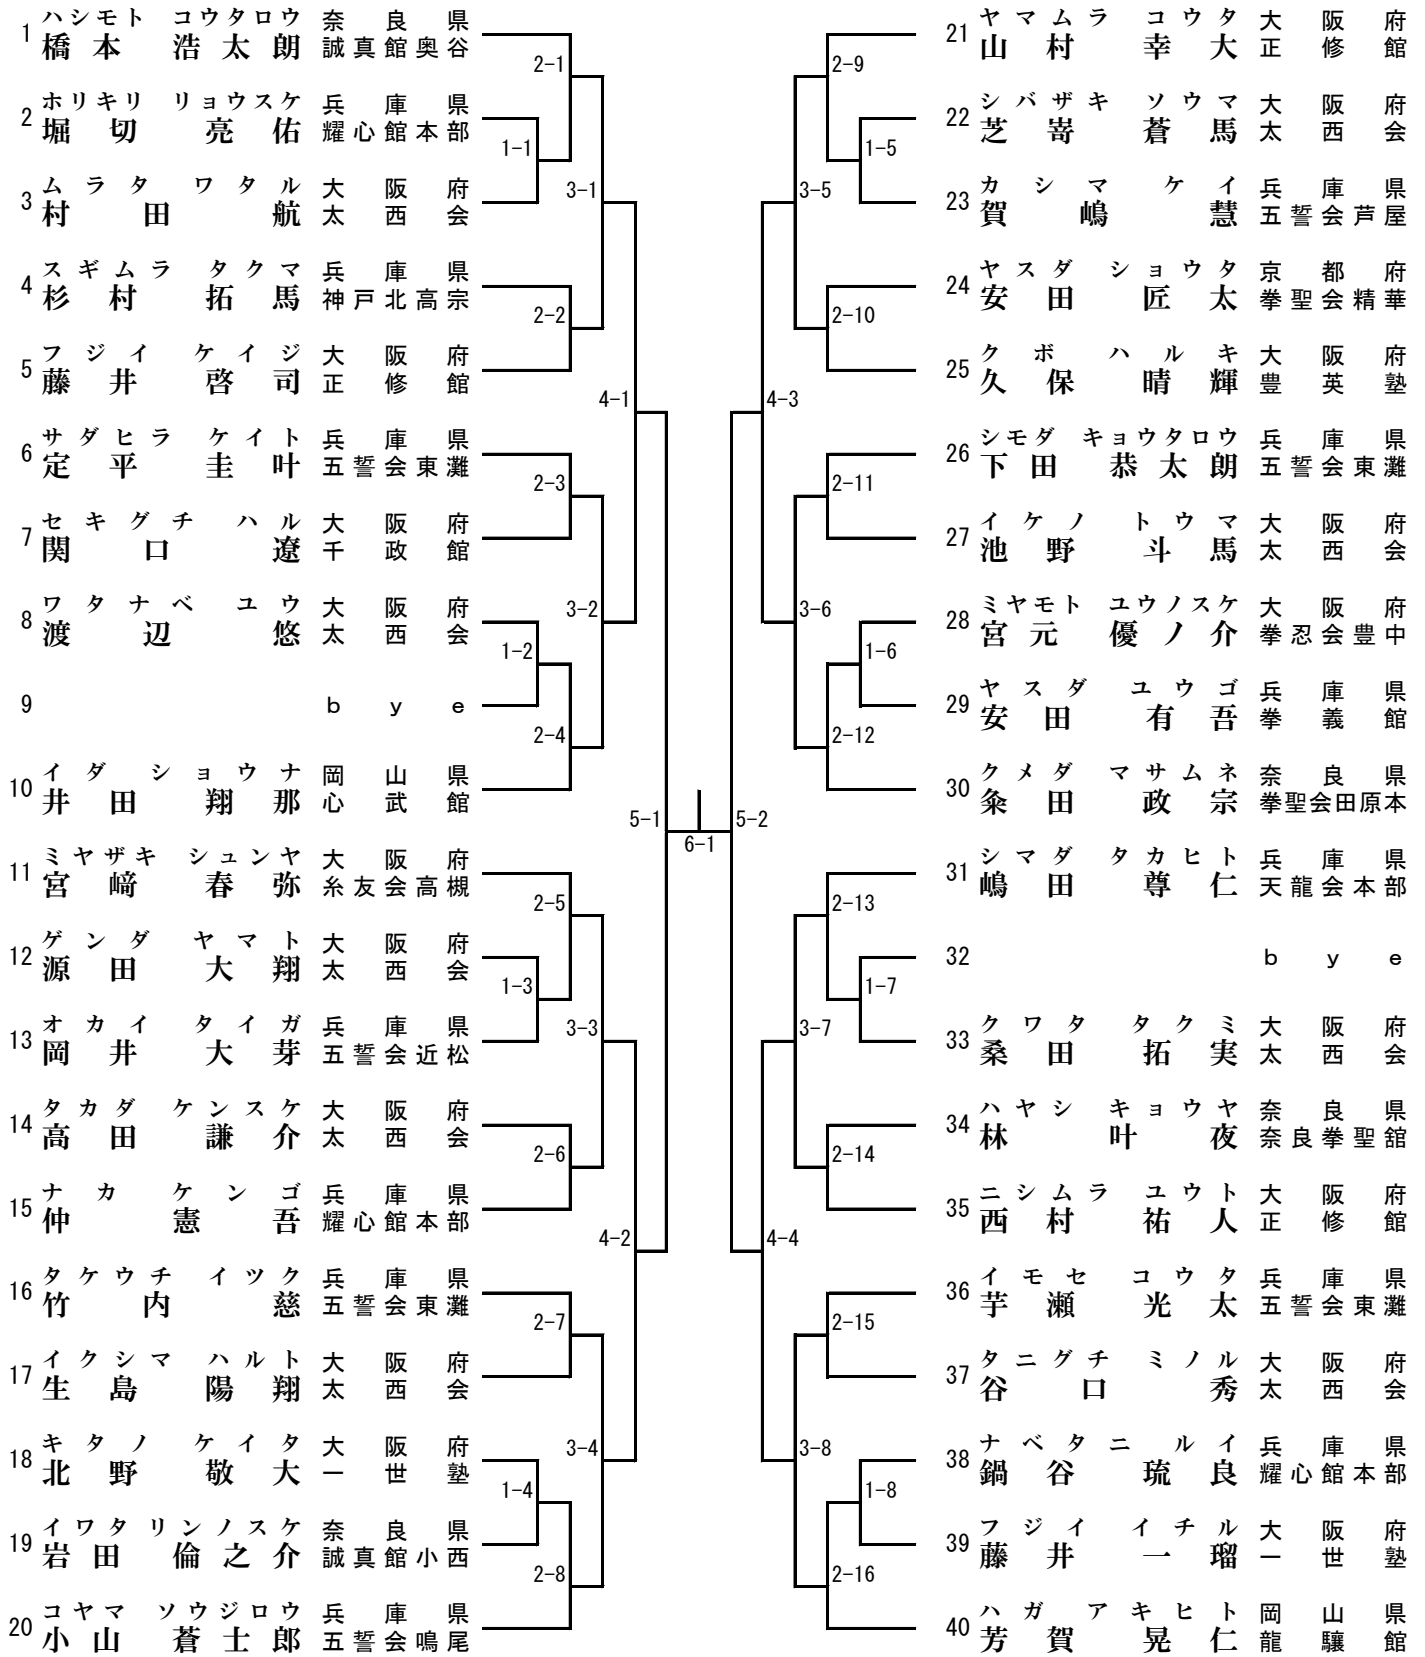 ハシモト コウタロウ 奈良県
1 橋本 浩太朗 誠真館奥谷
2-1
ホリキリ リョウスケ 兵庫県
2 堀切 亮佑 耀心館本部
1-1
ムラタ ワタル 大阪府
3 村田 航 太西会
3-1
スギムラ タクマ 兵庫県
4 杉村 拓馬 神戸北高宗
2-2
フジイ ケイジ 大阪府
5 藤井 啓司 正修館
4-1
サダヒラ ケイト 兵庫県
6 定平 圭叶 五誓会東灘
2-3
セキグチ ハル 大阪府
7 関口 遼 千政館
ワタナベ ユウ 大阪府
8 渡辺 悠 太西会
3-2
1-2
9 bye
2-4
イダ ショウナ 岡山県
10 井田 翔那 心武館
5-1
6-1
ミヤザキ シュンヤ 大阪府
11 宮﨑 春弥 糸友会高槻
2-5
ゲンダ ヤマト 大阪府
12 源田 大翔 太西会
1-3
オカイ タイガ 兵庫県
13 岡井 大芽 五誓会近松
3-3
タカダ ケンスケ 大阪府
14 高田 謙介 太西会
2-6
ナカ ケンゴ 兵庫県
15 仲 憲吾 耀心館本部
4-2
タケウチ イツク 兵庫県
16 竹内 慈 五誓会東灘
2-7
イクシマ ハルト 大阪府
17 生島 陽翔 太西会
キタノ ケイタ 大阪府
18 北野 敬大 一世塾
3-4
1-4
イワタ リンノスケ 奈良県
19 岩田 倫之介 誠真館小西
2-8
コヤマ ソウジロウ 兵庫県
20 小山 蒼士郎 五誓会鳴尾
ヤマムラ コウタ 大阪府
21 山村 幸大 正修館
2-9
シバザキ ソウマ 大阪府
22 芝嵜 蒼馬 太西会
1-5
カシマ ケイ 兵庫県
23 賀嶋 慧 五誓会芦屋
3-5
ヤスダ ショウタ 京都府
24 安田 匠太 拳聖会精華
2-10
クボ ハルキ 大阪府
25 久保 晴輝 豊英塾
4-3
シモダ キョウタロウ 兵庫県
26 下田 恭太朗 五誓会東灘
2-11
イケノ トウマ 大阪府
27 池野 斗馬 太西会
ミヤモト ユウノスケ 大阪府
28 宮元 優ノ介 拳忍会豊中
3-6
1-6
ヤスダ ユウゴ 兵庫県
29 安田 有吾 拳義館
2-12
クメダ マサムネ 奈良県
30 粂田 政宗 拳聖会田原本
5-2
シマダ タカヒト 兵庫県
31 嶋田 尊仁 天龍会本部
2-13
32 bye
1-7
クワタ タクミ 大阪府
33 桑田 拓実 太西会
3-7
ハヤシ キョウヤ 奈良県
34 林 叶夜 奈良拳聖舘
2-14
ニシムラ ユウト 大阪府
35 西村 祐人 正修館
4-4
イモセ コウタ 兵庫県
36 芋瀬 光太 五誓会東灘
2-15
タニグチ ミノル 大阪府
37 谷口 秀 太西会
ナベタニ ルイ 兵庫県
38 鍋谷 琉良 耀心館本部
3-8
1-8
フジイ イチル 大阪府
39 藤井 一瑠 一世塾
2-16
ハガ アキヒト 岡山県
40 芳賀 晃仁 龍驤館